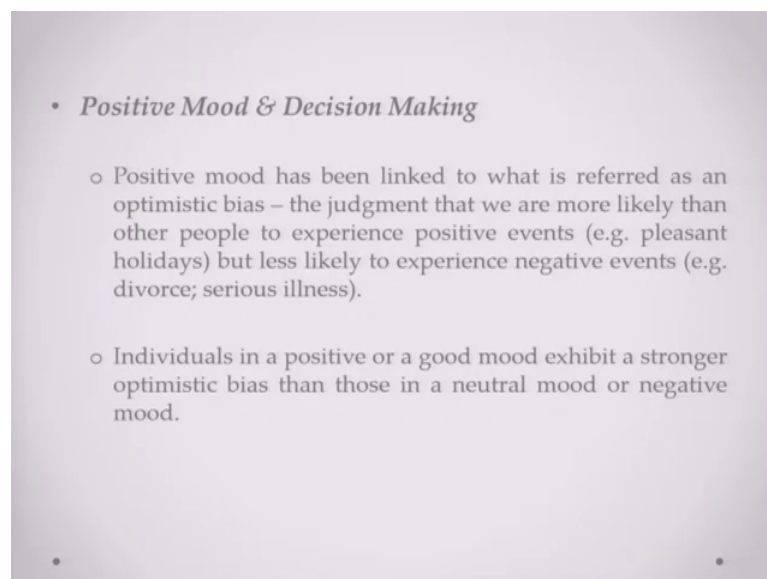 • Positive Mood & Decision Making
o Positive mood has been linked to what is referred as an
optimistic bias – the judgment that we are more likely than
other people to experience positive events (e.g. pleasant
holidays) but less likely to experience negative events (e.g.
divorce; serious illness).
o Individuals in a positive or a good mood exhibit a stronger
optimistic bias than those in a neutral mood or negative
mood.